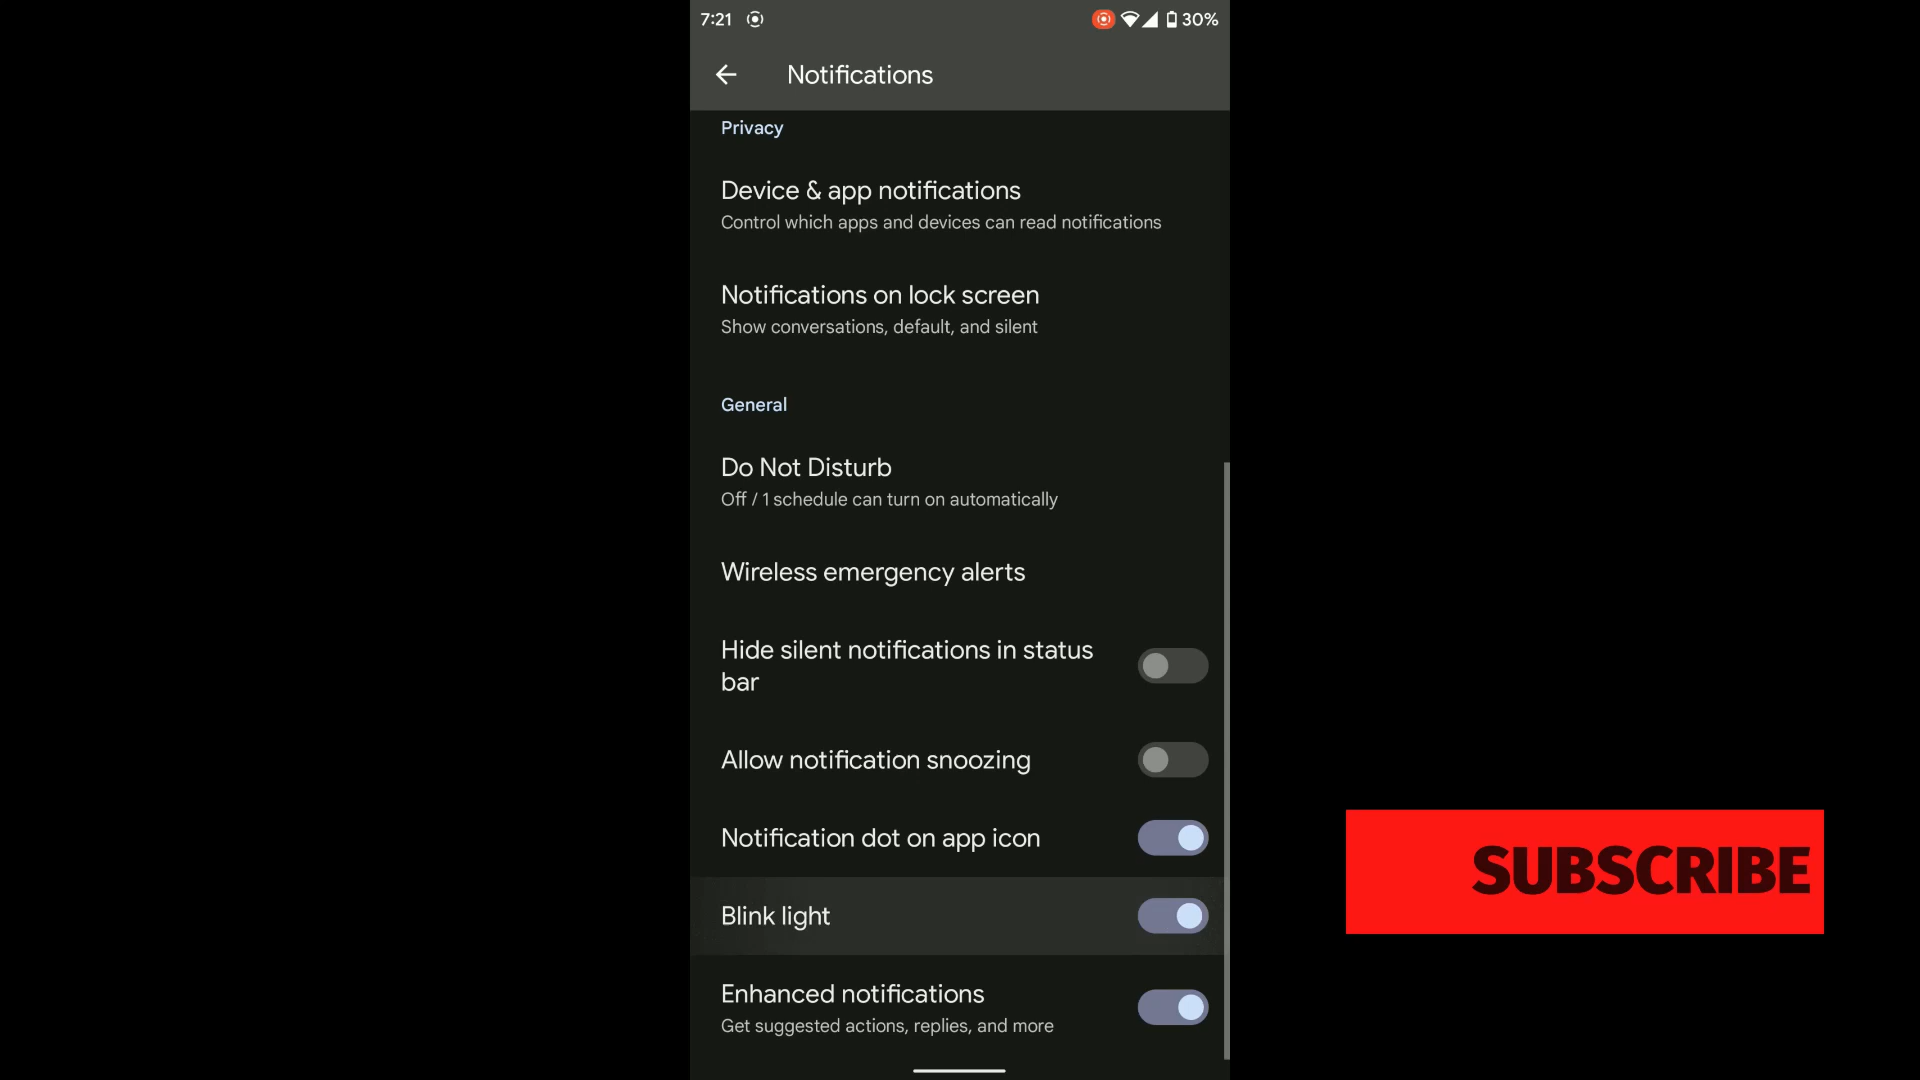 7:21
30%
Notifications
Privacy
Device & app notifications
Control which apps and devices can read notifications
Notifications on lock screen
Show conversations, default, and silent
General
Do Not Disturb
Off / 1 schedule can turn on automatically
Wireless emergency alerts
Hide silent notifications in status
bar
Allow notification snoozing
Notification dot on app icon
Blink light
SUBSCRIBE
Enhanced notifications
Get suggested actions, replies, and more